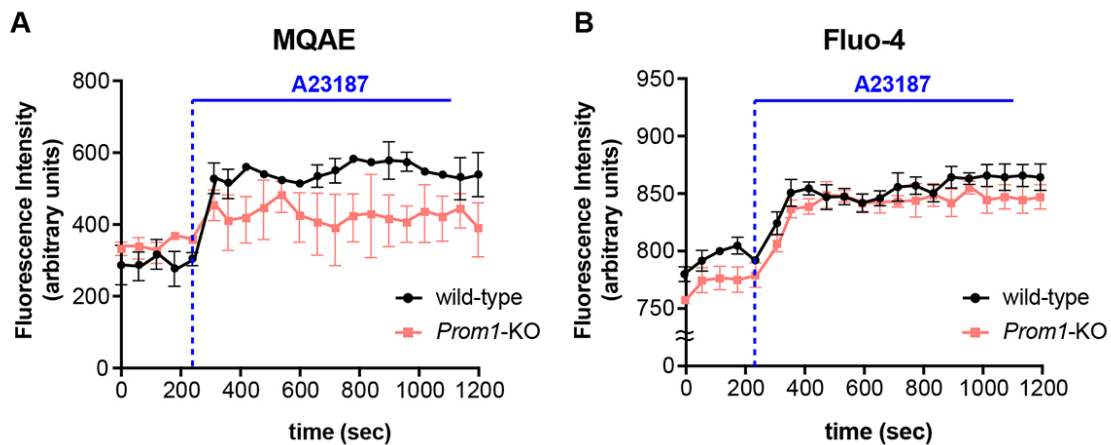 A
MQAE
A23187
Fluorescence Intensity
(arbitrary units)
800
600
400
200
0
wild-type
Prom1-KO
0 200 400 600 800 1000 1200
time (sec)
B
Fluo-4
A23187
Fluorescence Intensity
(arbitrary units)
950
900
850
800
750
0
wild-type
Prom1-KO
0 200 400 600 800 1000 1200
time (sec)